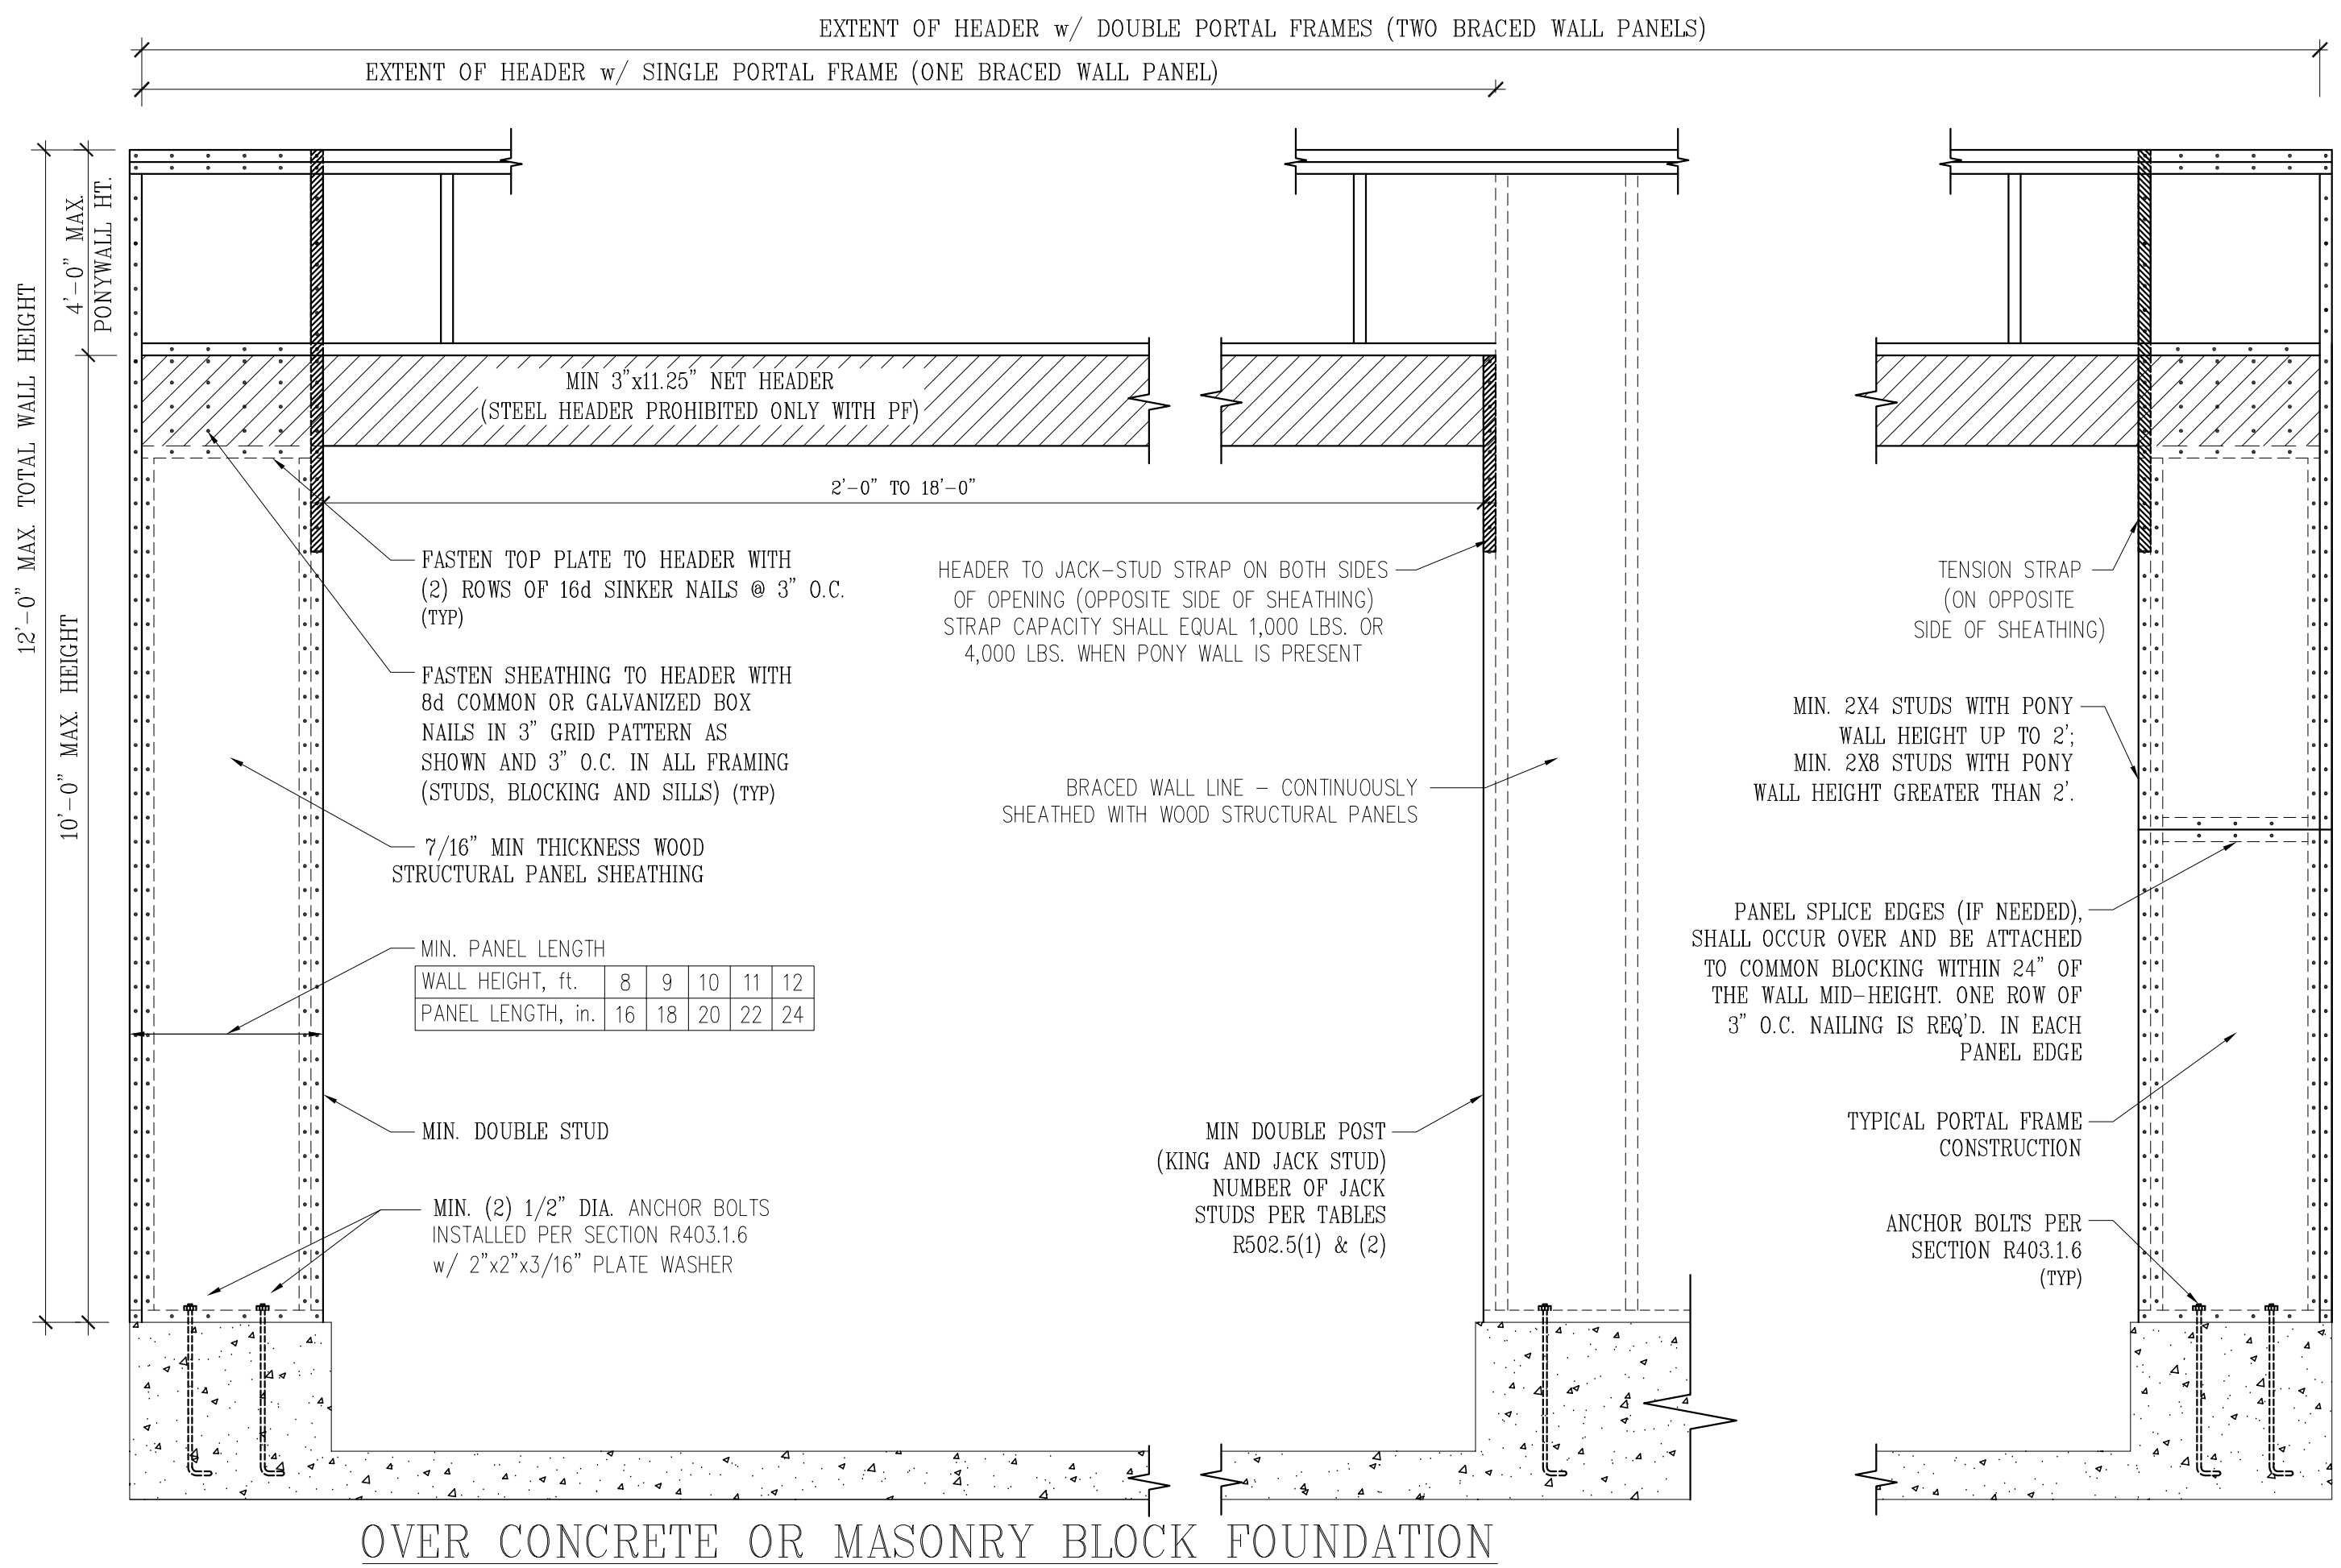 EXTENT OF HEADER w/ DOUBLE PORTAL FRAMES (TWO BRACED WALL PANELS)
EXTENT OF HEADER w/ SINGLE PORTAL FRAME (ONE BRACED WALL PANEL)
12'-0" MAX. TOTAL WALL HEIGHT
4'-0" MAX.
PONYWALL HT.
10'-0" MAX. HEIGHT
MIN 3"x11.25" NET HEADER
(STEEL HEADER PROHIBITED ONLY WITH PF)
2'-0" TO 18'-0"
FASTEN TOP PLATE TO HEADER WITH
(2) ROWS OF 16d SINKER NAILS @ 3" O.C.
(TYP)
FASTEN SHEATHING TO HEADER WITH
8d COMMON OR GALVANIZED BOX
NAILS IN 3" GRID PATTERN AS
SHOWN AND 3" O.C. IN ALL FRAMING
(STUDS, BLOCKING AND SILLS) (TYP)
7/16" MIN THICKNESS WOOD
STRUCTURAL PANEL SHEATHING
MIN. PANEL LENGTH
WALL HEIGHT, ft. 8 9 10 11 12
PANEL LENGTH, in. 16 18 20 22 24
MIN. DOUBLE STUD
MIN. (2) 1/2" DIA. ANCHOR BOLTS
INSTALLED PER SECTION R403.1.6
w/ 2"x2"x3/16" PLATE WASHER
HEADER TO JACK-STUD STRAP ON BOTH SIDES
OF OPENING (OPPOSITE SIDE OF SHEATHING)
STRAP CAPACITY SHALL EQUAL 1,000 LBS. OR
4,000 LBS. WHEN PONY WALL IS PRESENT
BRACED WALL LINE - CONTINUOUSLY
SHEATHED WITH WOOD STRUCTURAL PANELS
MIN DOUBLE POST
(KING AND JACK STUD)
NUMBER OF JACK
STUDS PER TABLES
R502.5(1) & (2)
TENSION STRAP
(ON OPPOSITE
SIDE OF SHEATHING)
MIN. 2X4 STUDS WITH PONY
WALL HEIGHT UP TO 2';
MIN. 2X8 STUDS WITH PONY
WALL HEIGHT GREATER THAN 2'.
PANEL SPLICE EDGES (IF NEEDED),
SHALL OCCUR OVER AND BE ATTACHED
TO COMMON BLOCKING WITHIN 24" OF
THE WALL MID-HEIGHT. ONE ROW OF
3" O.C. NAILING IS REQ'D. IN EACH
PANEL EDGE
TYPICAL PORTAL FRAME
CONSTRUCTION
ANCHOR BOLTS PER
SECTION R403.1.6
(TYP)
OVER CONCRETE OR MASONRY BLOCK FOUNDATION